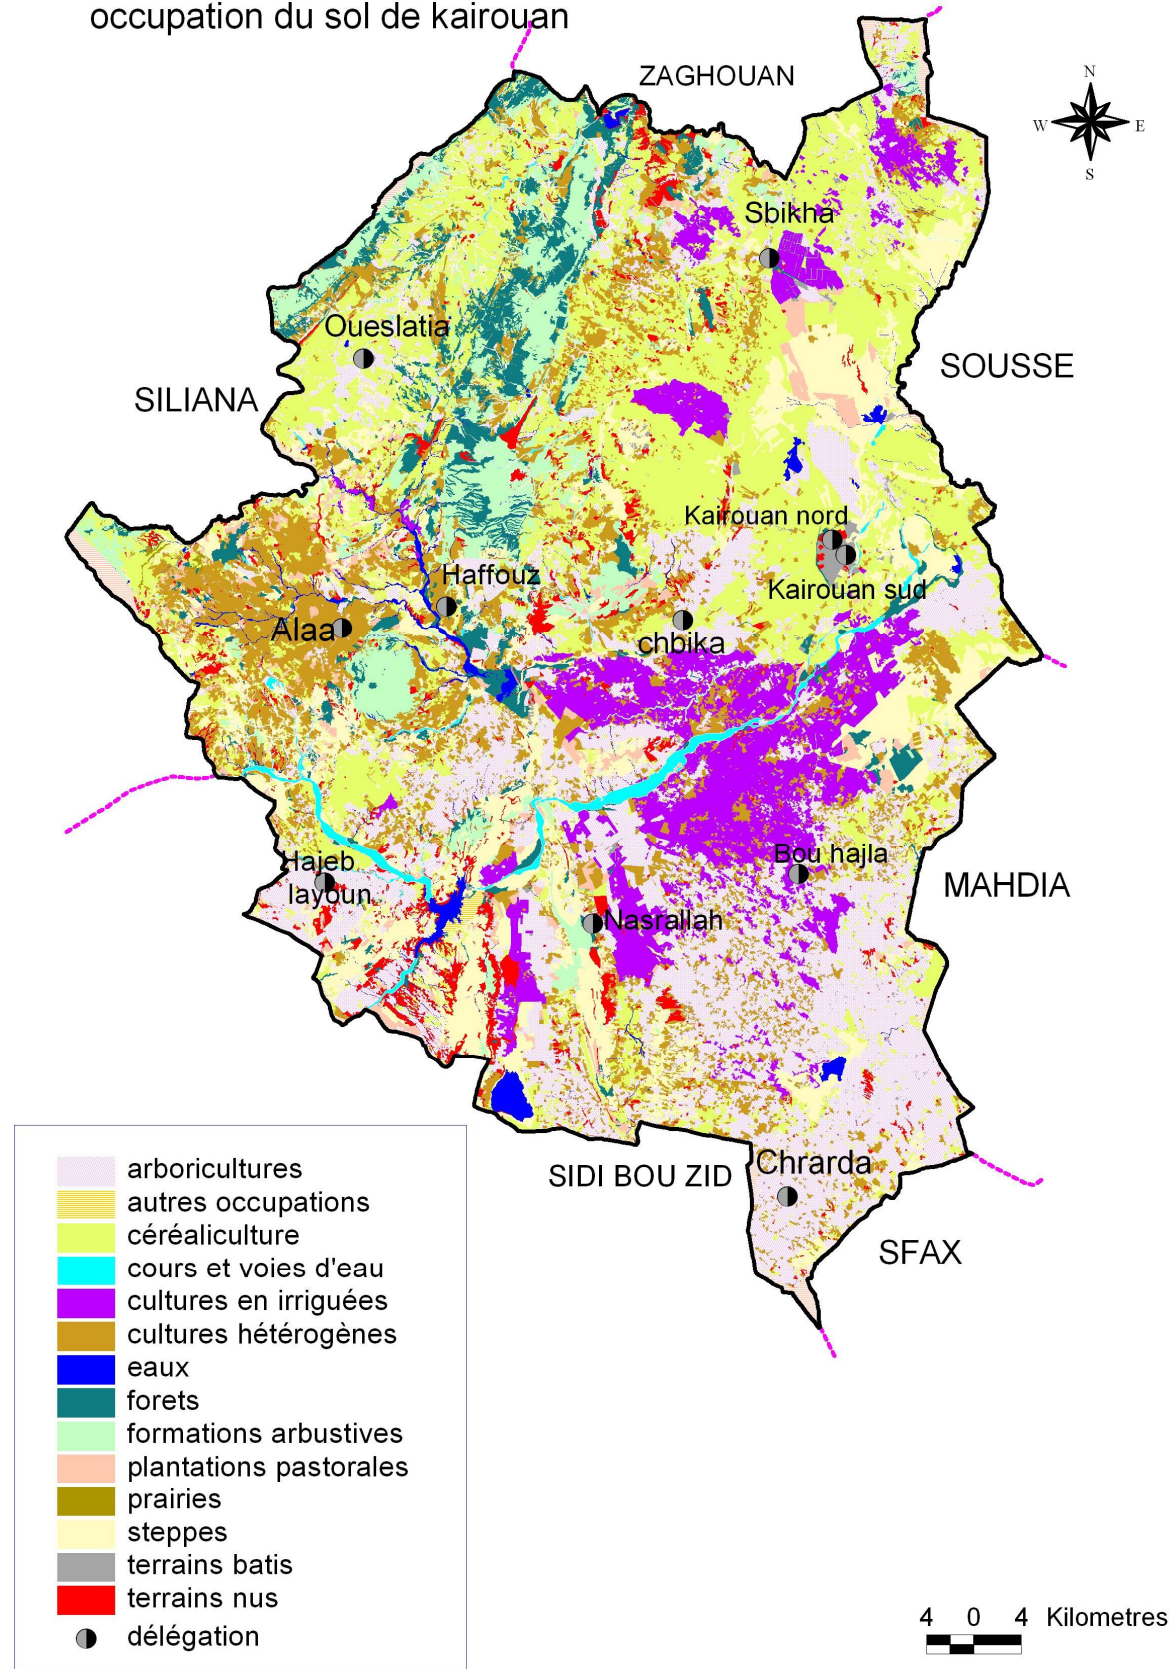 occupation du sol de kairouan
ZAGHOUAN
N
W
E
S
Sbikha
Oueslatia
SOUSSE
SILIANA
Kairouan nord
Haffouz
Kairouan sud
Alaa
chbika
Bou hajla
Hajeb
layoun
MAHDIA
Nasrallah
Chrarda
SIDI BOU ZID
SFAX
arboricultures
autres occupations
céréaliculture
cours et voies d'eau
cultures en irriguées
cultures hétérogènes
eaux
forets
formations arbustives
plantations pastorales
prairies
steppes
terrains batis
terrains nus
délégation
4 0 4 Kilometres